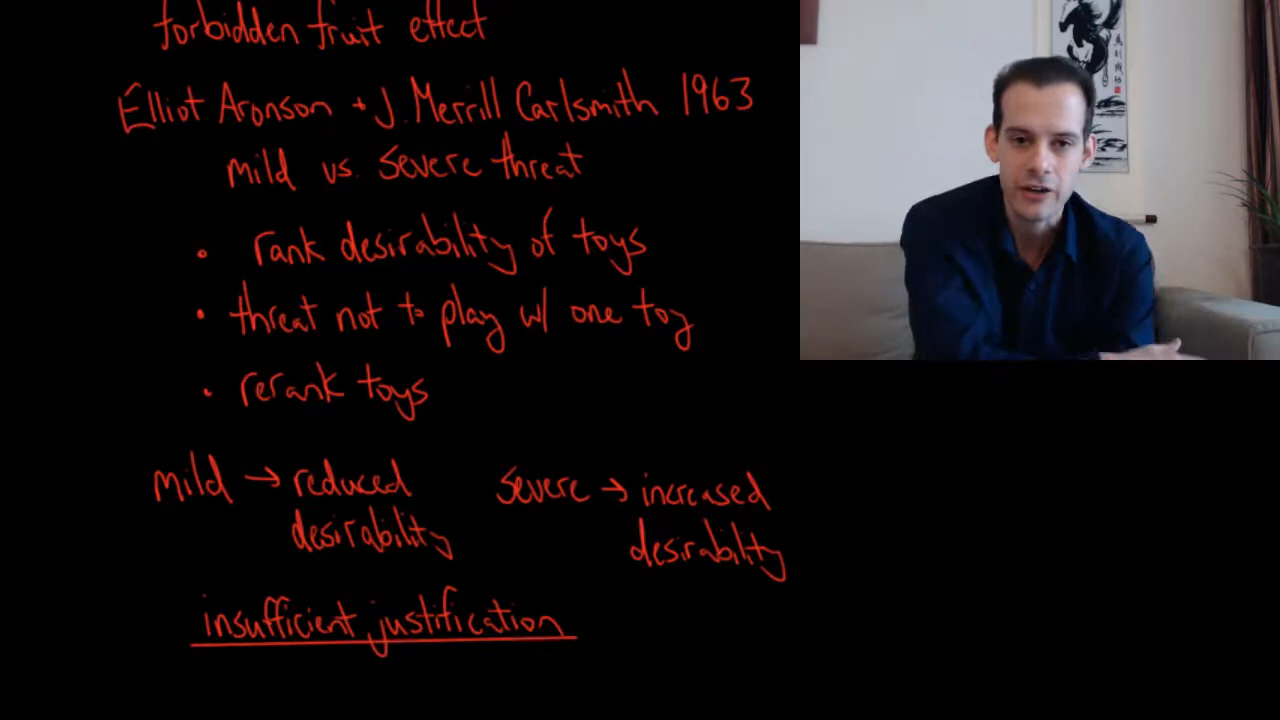 forbidden fruit effect
Elliot Aronson + J. Merrill Carlsmith 1963
mild vs. severe threat
• rank desirability of toys
• threat not to play w/ one toy
• rerank toys
mild → reduced desirability
severe → increased desirability
insufficient justification